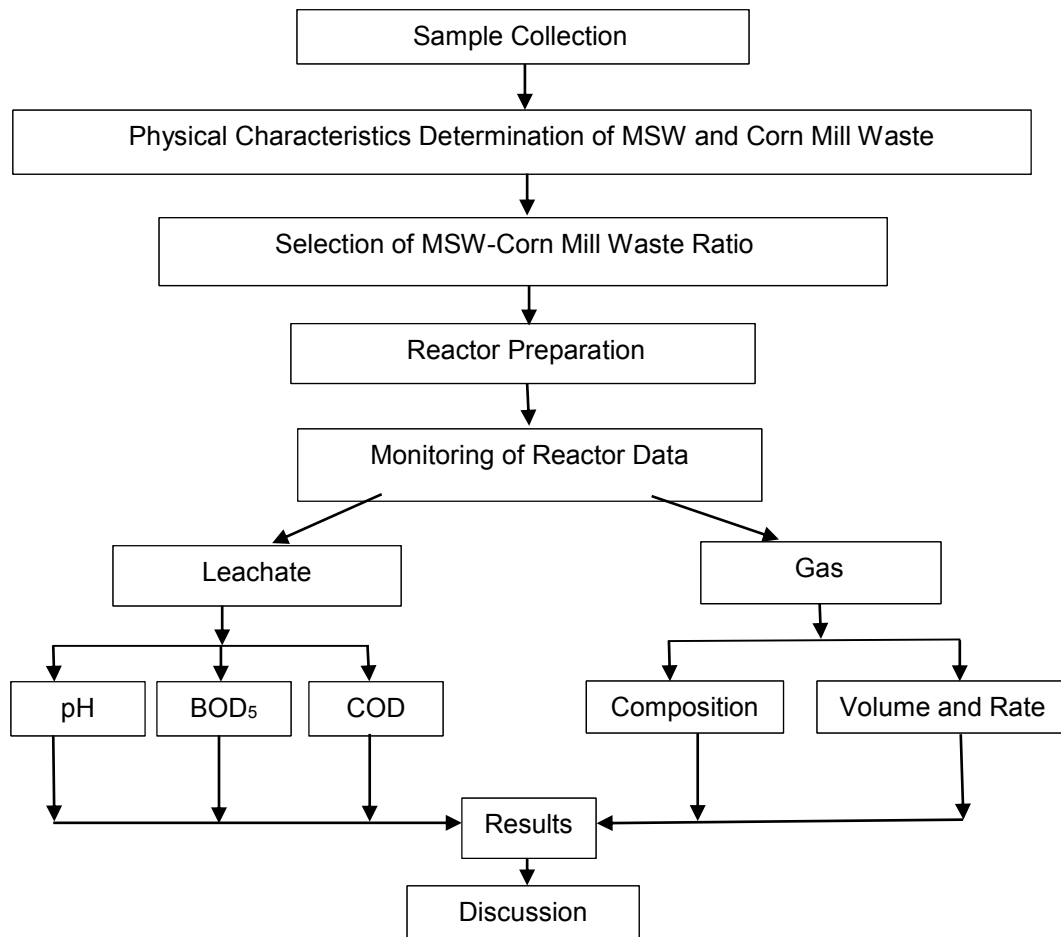 Sample Collection
Physical Characteristics Determination of MSW and Corn Mill Waste
Selection of MSW-Corn Mill Waste Ratio
Reactor Preparation
Monitoring of Reactor Data
Leachate
Gas
pH
BOD₅
COD
Composition
Volume and Rate
Results
Discussion